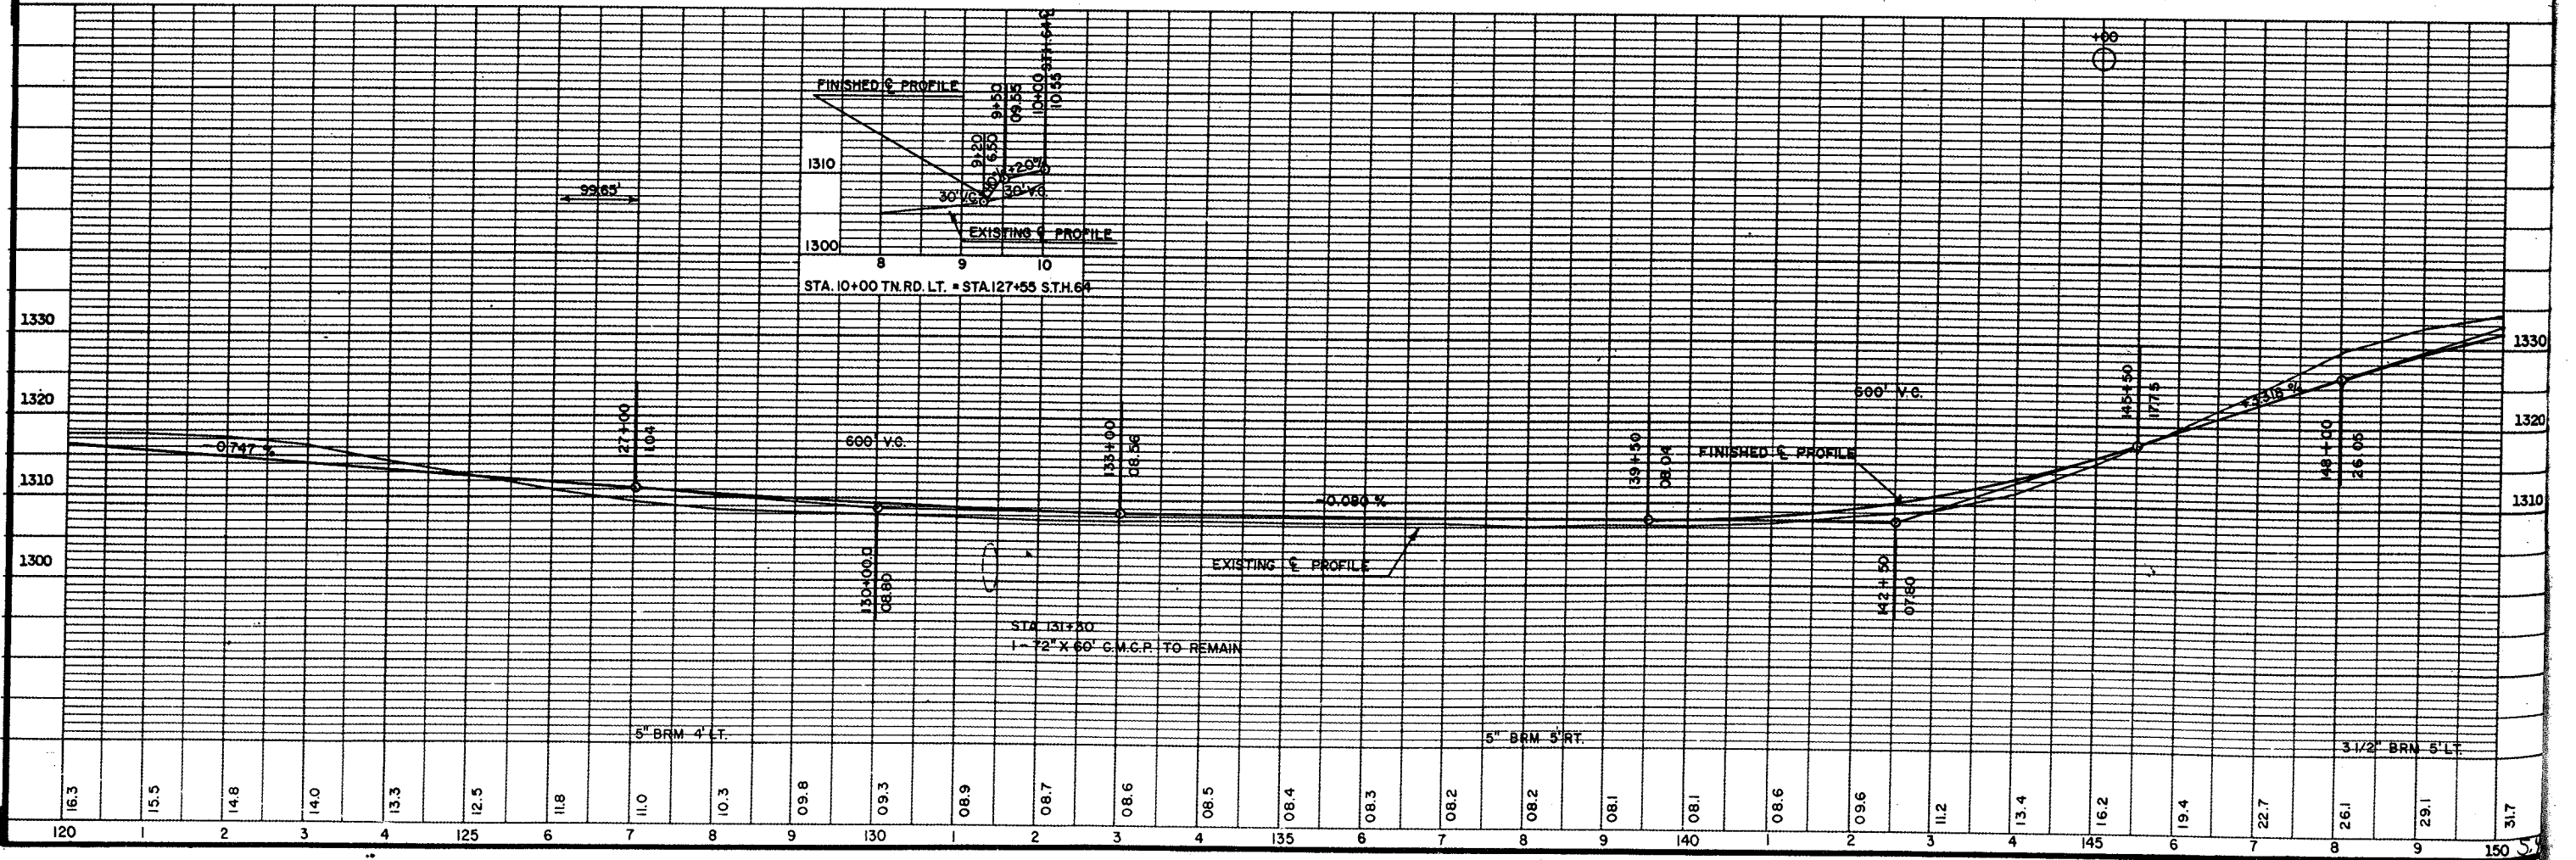 +00
FINISHED ℄ PROFILE
9+20
6.50
9+50
09.55
10+00
10.55
+20%
30' V.C.
30' V.C.
1310
1300
EXISTING ℄ PROFILE
8 9 10
STA. 10+00 TN. RD. LT. = STA. 127+55 S.T.H. 64
99.65'
1330
1320
1310
1300
1330
1320
1310
-0.747 %
27+00
1.04
600' V.C.
130+00.0
08.80
133+00
08.56
-0.080 %
139+50
08.04
FINISHED ℄ PROFILE
600' V.C.
142+50
07.80
145+50
17.75
148+00
26.05
EXISTING ℄ PROFILE
STA. 131+30
1-72" X 60' C.M.C.P. TO REMAIN
5" BRM 4' LT.
5" BRM 5' RT.
3 1/2" BRM 5' LT.
16.3 15.5 14.8 14.0 13.3 12.5 11.8 11.0 10.3 09.8 09.3 08.9 08.7 08.6 08.5 08.4 08.3 08.2 08.2 08.1 08.1 08.6 09.6 11.2 13.4 16.2 19.4 22.7 26.1 29.1 31.7
120 1 2 3 4 125 6 7 8 9 130 1 2 3 4 135 6 7 8 9 140 1 2 3 4 145 6 7 8 9 150